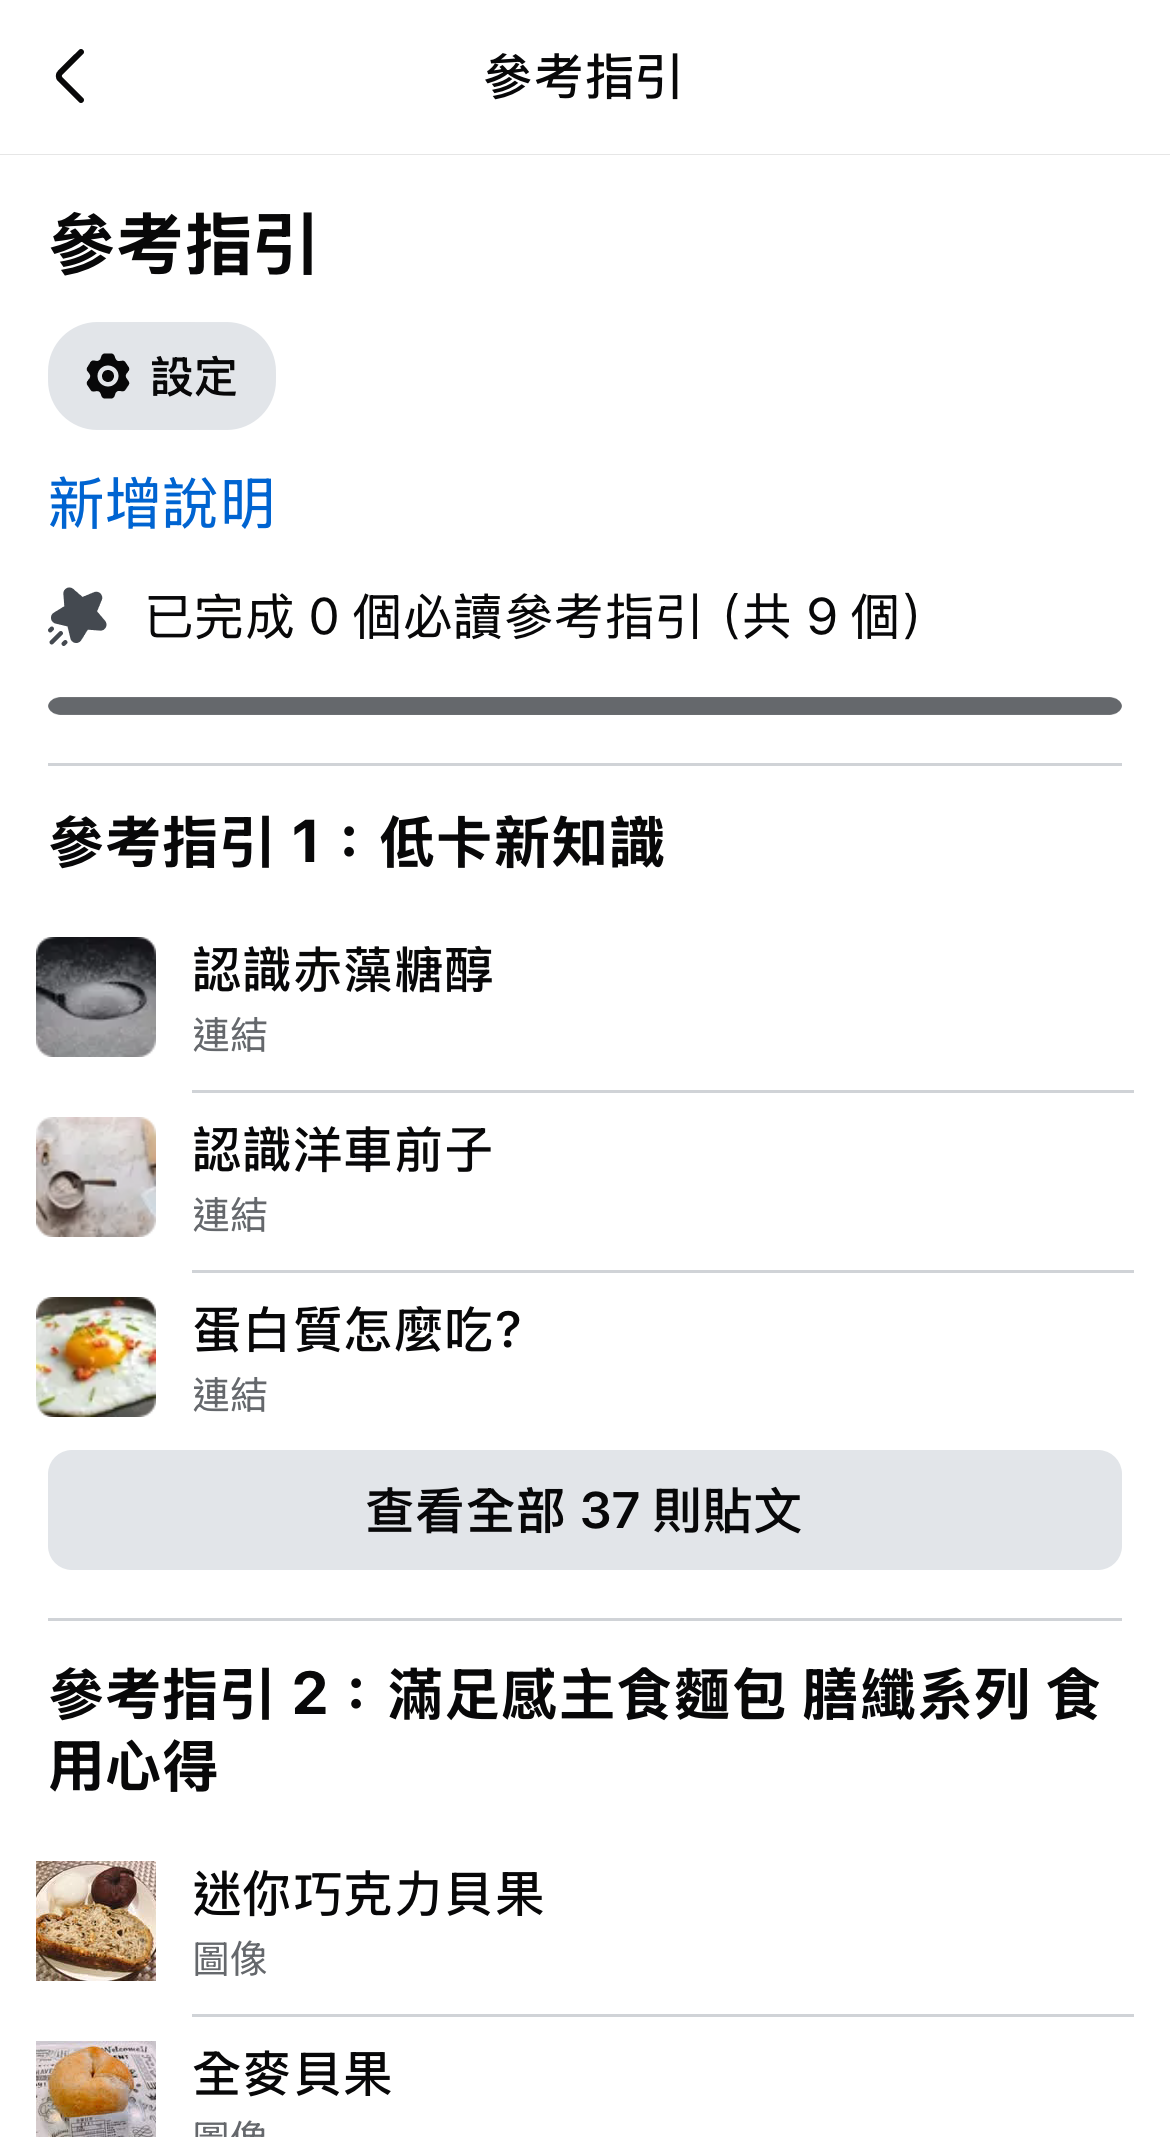 參考指引
參考指引
設定
新增說明
已完成 0 個必讀參考指引 (共 9 個)
參考指引 1：低卡新知識
認識赤藻糖醇
連結
認識洋車前子
連結
蛋白質怎麼吃?
連結
查看全部 37 則貼文
參考指引 2：滿足感主食麵包 膳纖系列 食
用心得
迷你巧克力貝果
圖像
全麥貝果
圖像